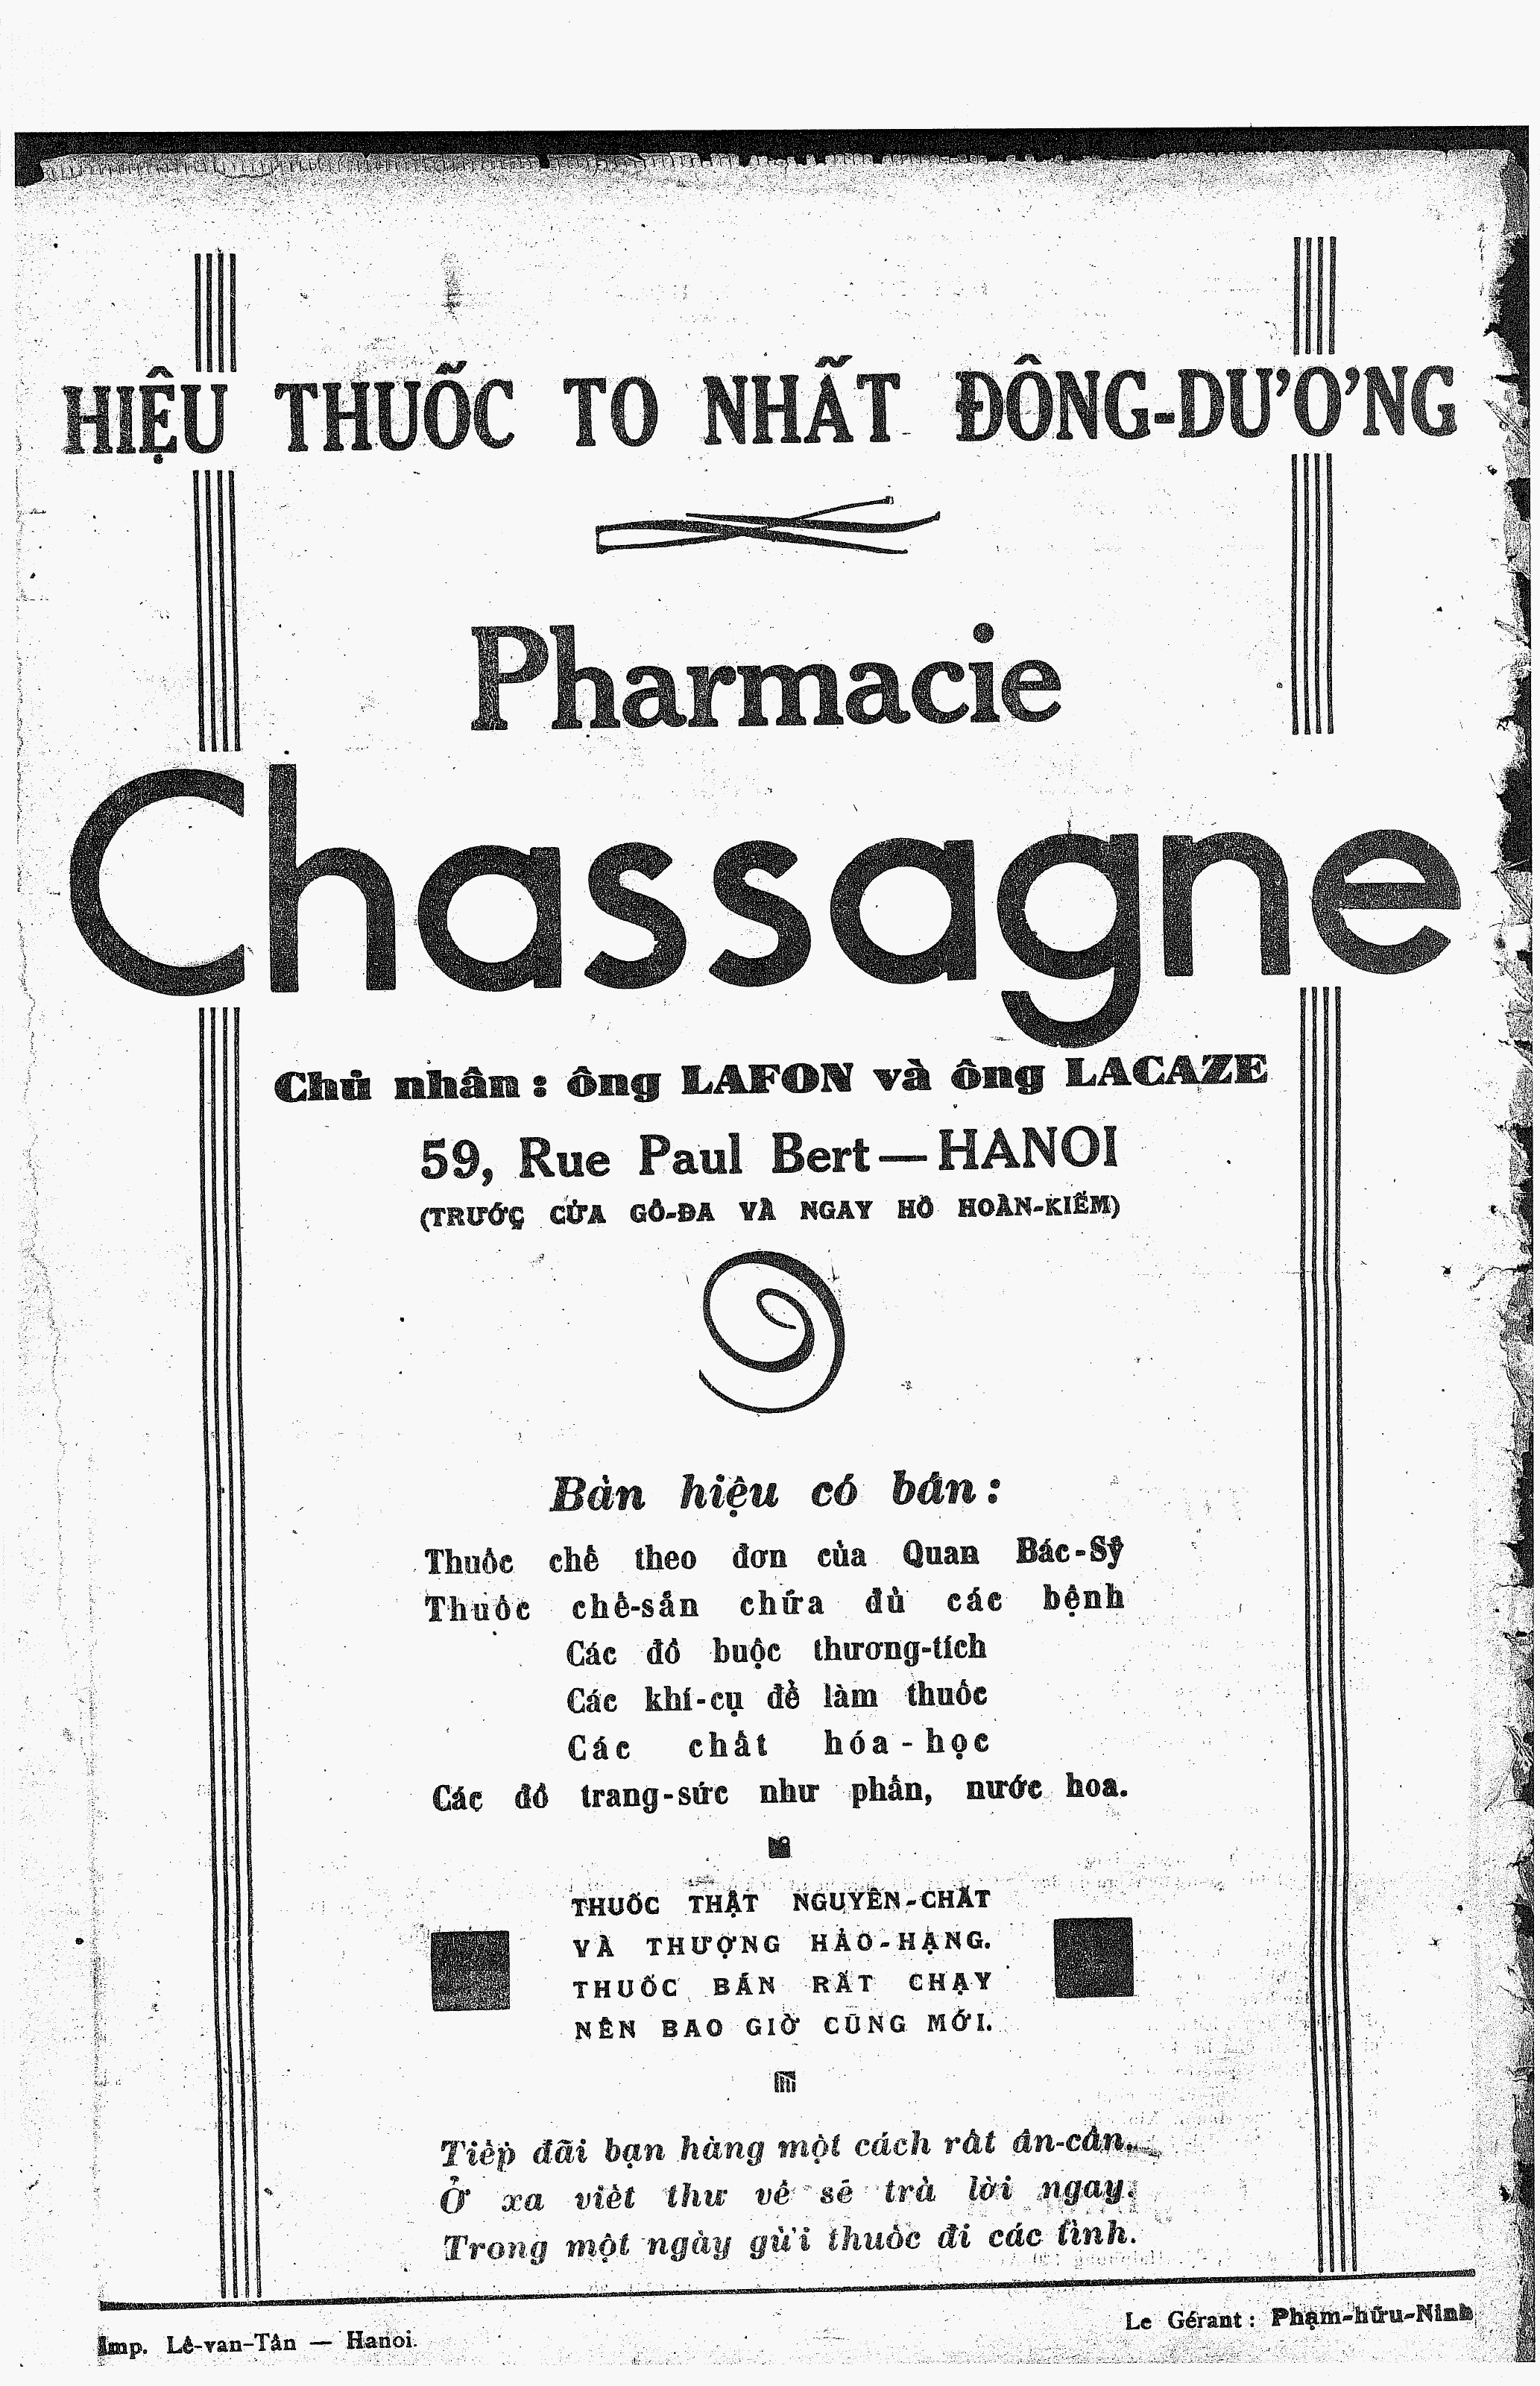 HIỆU THUỐC TO NHẤT ĐÔNG-DƯƠNG
Pharmacie
Chassagne
Chủ nhân : ông LAFON và ông LACAZE
59, Rue Paul Bert — HANOI
(TRƯỚC CỬA GÔ-ĐA VÀ NGAY HỒ HOÀN-KIẾM)
Bản hiệu có bán :
Thuốc chế theo đơn của Quan Bác-Sỹ
Thuốc chế-sẵn chữa đủ các bệnh
Các đồ buộc thương-tích
Các khí-cụ để làm thuốc
Các chất hóa-học
Các đồ trang-sức như phấn, nước hoa.
THUỐC THẬT NGUYÊN-CHẤT
VÀ THƯỢNG HẢO-HẠNG.
THUỐC BÁN RẤT CHẠY
NÊN BAO GIỜ CŨNG MỚI.
Tiếp đãi bạn hàng một cách rất ân-cần.
Ở xa viết thư về sẽ trả lời ngay.
Trong một ngày gửi thuốc đi các tỉnh.
Imp. Lê-van-Tân — Hanoi.
Le Gérant : Phạm-hữu-Ninh